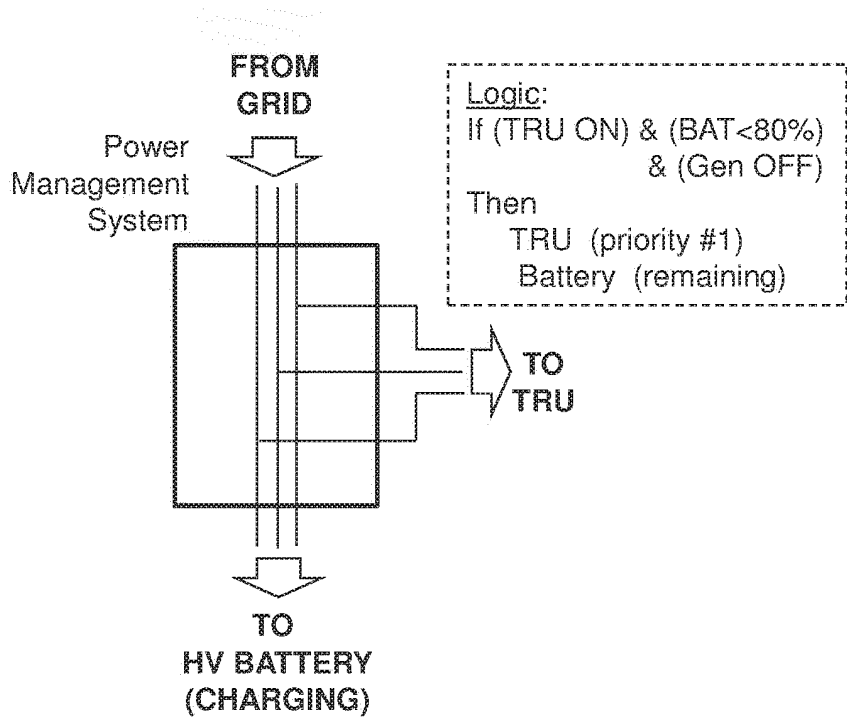 FROM
GRID
Power
Management
System
Logic:
If (TRU ON) & (BAT<80%)
& (Gen OFF)
Then
TRU (priority #1)
Battery (remaining)
TO
TRU
TO
HV BATTERY
(CHARGING)